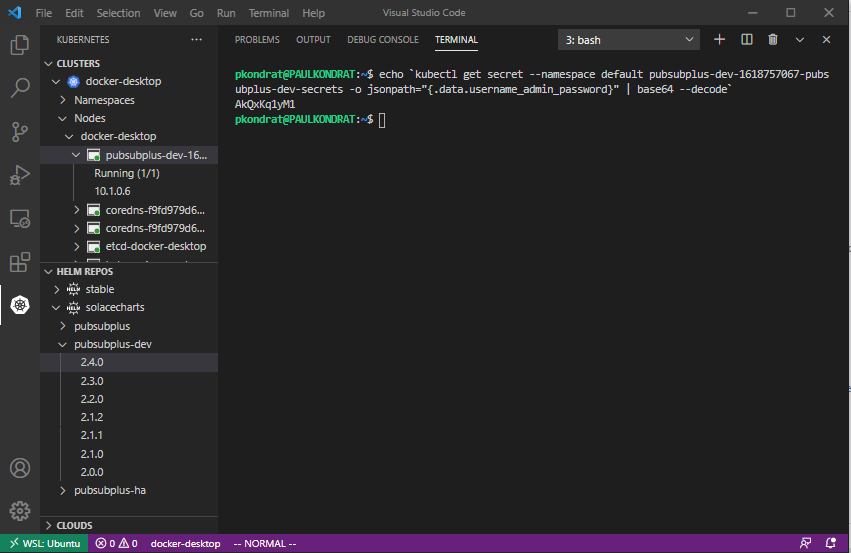 File Edit Selection View Go Run Terminal Help Visual Studio Code
KUBERNETES ...
CLUSTERS
docker-desktop
Namespaces
Nodes
docker-desktop
pubsubplus-dev-16...
Running (1/1)
10.1.0.6
coredns-f9fd979d6...
coredns-f9fd979d6...
etcd-docker-desktop
HELM REPOS
HELM stable
HELM solacecharts
pubsubplus
pubsubplus-dev
2.4.0
2.3.0
2.2.0
2.1.2
2.1.1
2.1.0
2.0.0
pubsubplus-ha
CLOUDS
PROBLEMS OUTPUT DEBUG CONSOLE TERMINAL 3: bash
pkondrat@PAULKONDRAT:~$ echo `kubectl get secret --namespace default pubsubplus-dev-1618757067-pubs
ubplus-dev-secrets -o jsonpath="{.data.username_admin_password}" | base64 --decode`
AkQxKq1yM1
pkondrat@PAULKONDRAT:~$
WSL: Ubuntu 0 0 docker-desktop -- NORMAL --